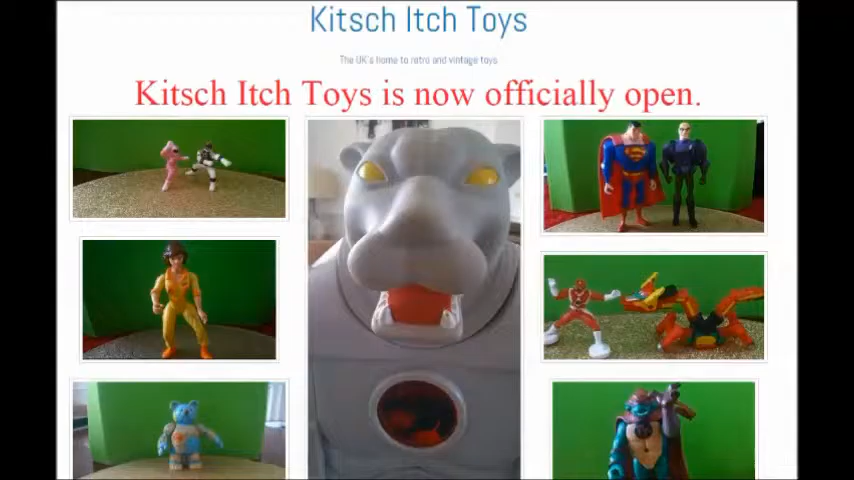 Kitsch Itch Toys
The UK's home to retro and vintage toys
Kitsch Itch Toys is now officially open.